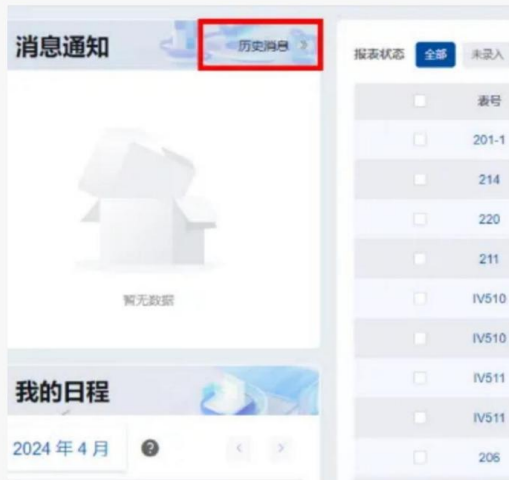 消息通知
历史消息
暂无数据
我的日程
2024 年 4 月
报表状态 全部 未录入
表号
201-1
214
220
211
IV510
IV510
IV511
IV511
206